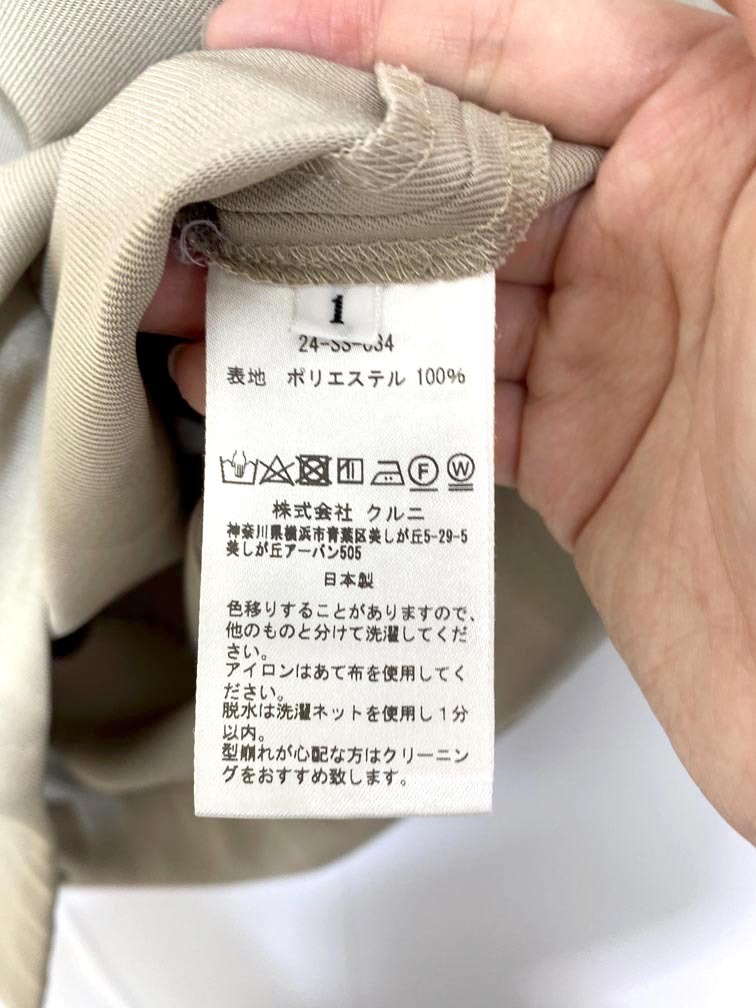 1
24-SS-034
表地 ポリエステル 100%
F W
株式会社 クルニ
神奈川県横浜市青葉区美しが丘5-29-5
美しが丘アーバン505
日本製
色移りすることがありますので、
他のものと分けて洗濯してくだ
さい。
アイロンはあて布を使用してく
ださい。
脱水は洗濯ネットを使用し1分
以内。
型崩れが心配な方はクリーニン
グをおすすめ致します。